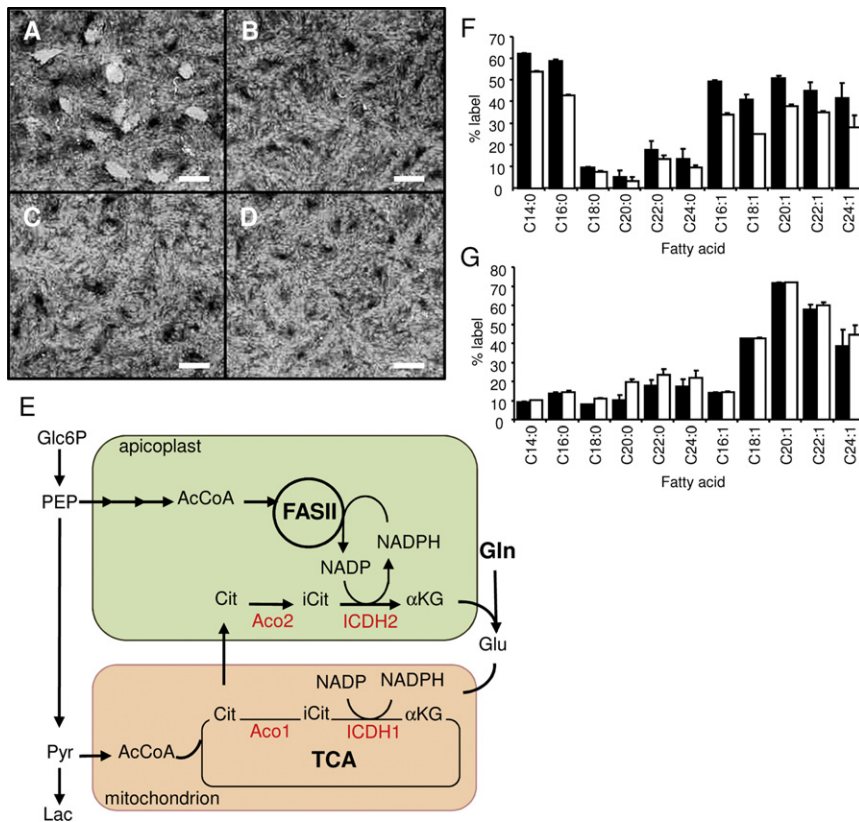 A
B
C
D
E
Glc6P
PEP
Pyr
Lac
apicoplast
AcCoA
FASII
NADP
NADPH
Cit
iCit
αKG
Aco2
ICDH2
Gln
Glu
NADP
NADPH
Cit
iCit
αKG
Aco1
ICDH1
AcCoA
TCA
mitochondrion
F
% label
70
60
50
40
30
20
10
0
C14:0
C16:0
C18:0
C20:0
C22:0
C24:0
C16:1
C18:1
C20:1
C22:1
C24:1
Fatty acid
G
% label
80
70
60
50
40
30
20
10
0
C14:0
C16:0
C18:0
C20:0
C22:0
C24:0
C16:1
C18:1
C20:1
C22:1
C24:1
Fatty acid